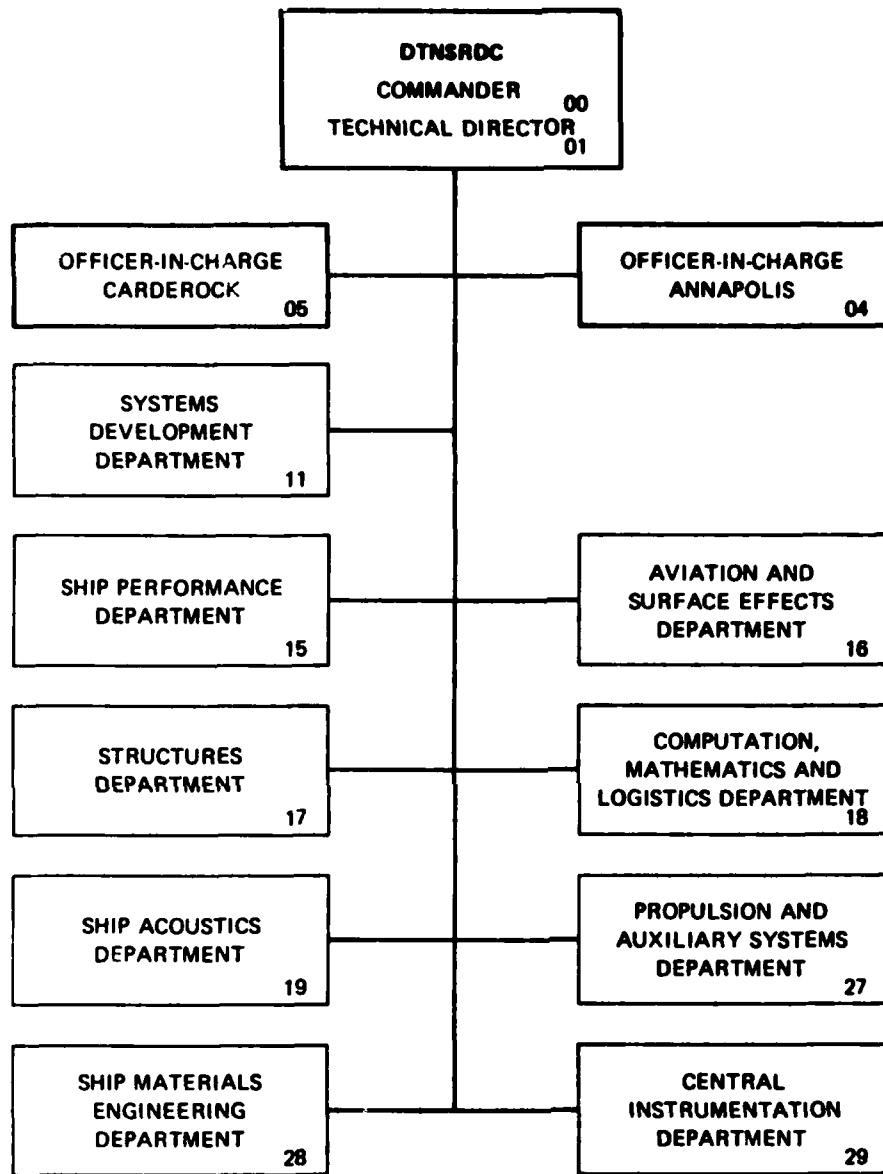 DTNSRDC
COMMANDER
00
TECHNICAL DIRECTOR
01
OFFICER-IN-CHARGE
CARDEROCK
05
OFFICER-IN-CHARGE
ANNAPOLIS
04
SYSTEMS
DEVELOPMENT
DEPARTMENT
11
SHIP PERFORMANCE
DEPARTMENT
15
AVIATION AND
SURFACE EFFECTS
DEPARTMENT
16
STRUCTURES
DEPARTMENT
17
COMPUTATION,
MATHEMATICS AND
LOGISTICS DEPARTMENT
18
SHIP ACOUSTICS
DEPARTMENT
19
PROPULSION AND
AUXILIARY SYSTEMS
DEPARTMENT
27
SHIP MATERIALS
ENGINEERING
DEPARTMENT
28
CENTRAL
INSTRUMENTATION
DEPARTMENT
29